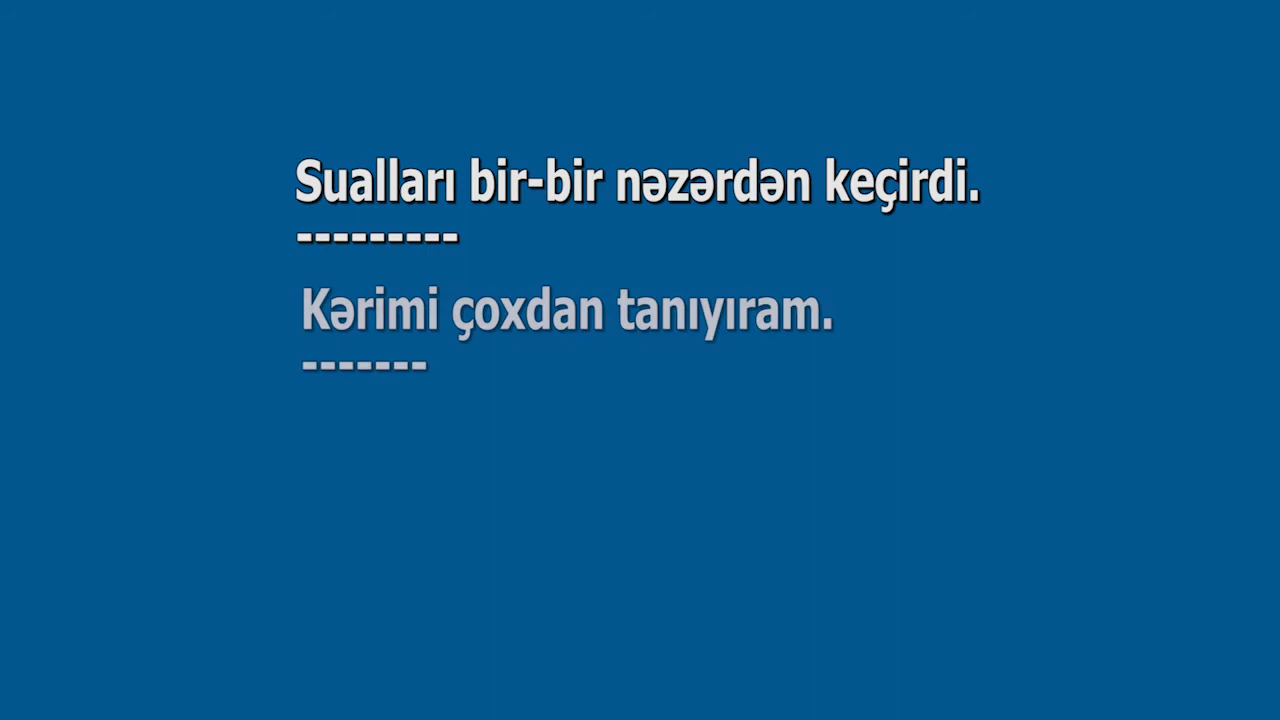 Sualları bir-bir nəzərdən keçirdi.
---------
Kərimi çoxdan tanıyıram.
-------